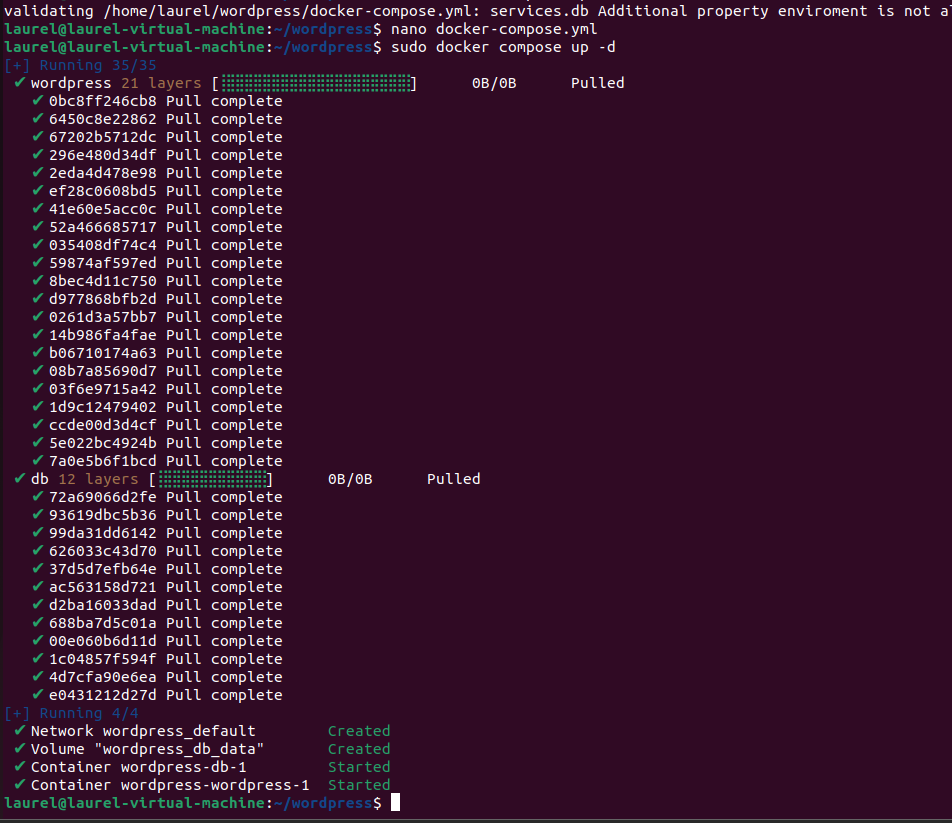 validating /home/laurel/wordpress/docker-compose.yml: services.db Additional property enviroment is not al
laurel@laurel-virtual-machine:~/wordpress$ nano docker-compose.yml
laurel@laurel-virtual-machine:~/wordpress$ sudo docker compose up -d
[+] Running 35/35
✔ wordpress 21 layers [⣿⣿⣿⣿⣿⣿⣿⣿⣿⣿⣿⣿⣿⣿⣿⣿⣿⣿⣿⣿⣿] 0B/0B Pulled
✔ 0bc8ff246cb8 Pull complete
✔ 6450c8e22862 Pull complete
✔ 67202b5712dc Pull complete
✔ 296e480d34df Pull complete
✔ 2eda4d478e98 Pull complete
✔ ef28c0608bd5 Pull complete
✔ 41e60e5acc0c Pull complete
✔ 52a466685717 Pull complete
✔ 035408df74c4 Pull complete
✔ 59874af597ed Pull complete
✔ 8bec4d11c750 Pull complete
✔ d977868bfb2d Pull complete
✔ 0261d3a57bb7 Pull complete
✔ 14b986fa4fae Pull complete
✔ b06710174a63 Pull complete
✔ 08b7a85690d7 Pull complete
✔ 03f6e9715a42 Pull complete
✔ 1d9c12479402 Pull complete
✔ ccde00d3d4cf Pull complete
✔ 5e022bc4924b Pull complete
✔ 7a0e5b6f1bcd Pull complete
✔ db 12 layers [⣿⣿⣿⣿⣿⣿⣿⣿⣿⣿⣿⣿] 0B/0B Pulled
✔ 72a69066d2fe Pull complete
✔ 93619dbc5b36 Pull complete
✔ 99da31dd6142 Pull complete
✔ 626033c43d70 Pull complete
✔ 37d5d7efb64e Pull complete
✔ ac563158d721 Pull complete
✔ d2ba16033dad Pull complete
✔ 688ba7d5c01a Pull complete
✔ 00e060b6d11d Pull complete
✔ 1c04857f594f Pull complete
✔ 4d7cfa90e6ea Pull complete
✔ e0431212d27d Pull complete
[+] Running 4/4
✔ Network wordpress_default Created
✔ Volume "wordpress_db_data" Created
✔ Container wordpress-db-1 Started
✔ Container wordpress-wordpress-1 Started
laurel@laurel-virtual-machine:~/wordpress$